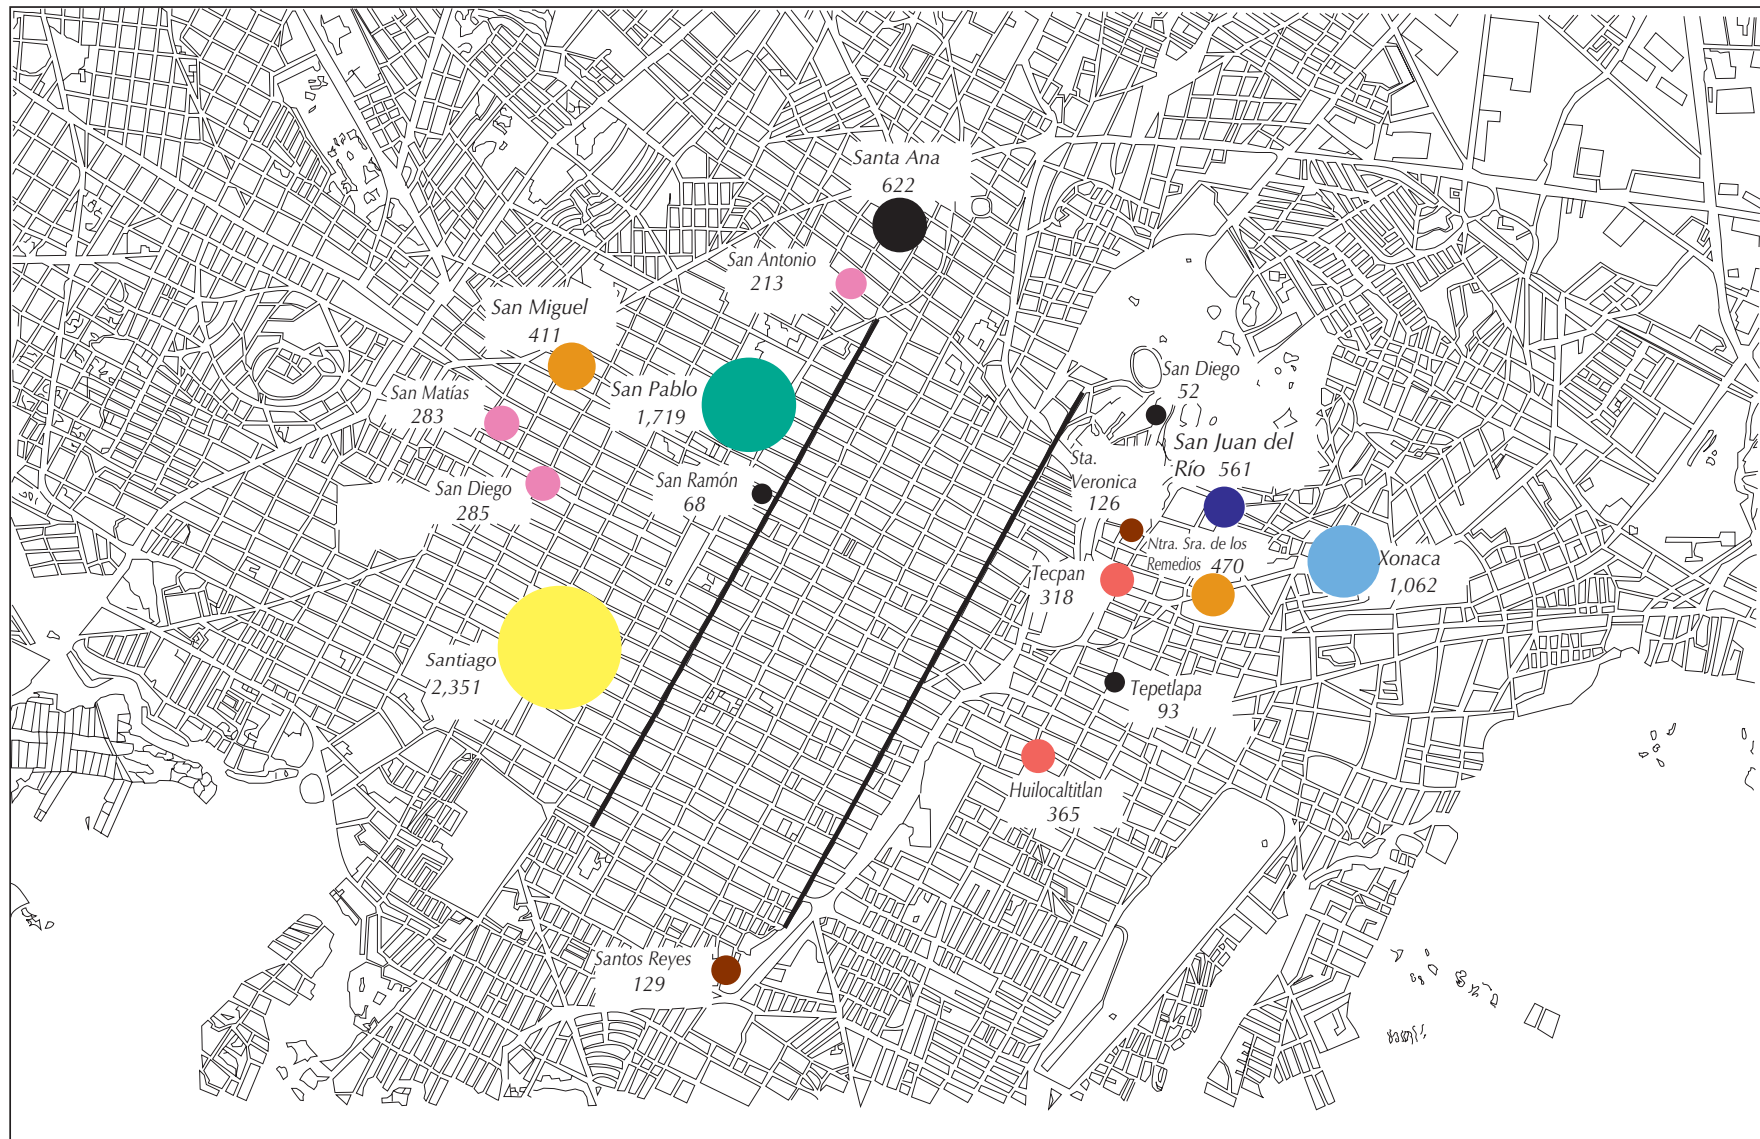 Santa Ana
622
San Antonio
213
San Miguel
411
San Pablo
1,719
San Matías
283
San Diego
52
San Juan del
Río 561
Sta.
Veronica
126
San Ramón
68
San Diego
285
Ntra. Sra. de los
Remedios 470
Xonaca
1,062
Tecpan
318
Santiago
2,351
Tepetlapa
93
Huilocaltitlan
365
Santos Reyes
129